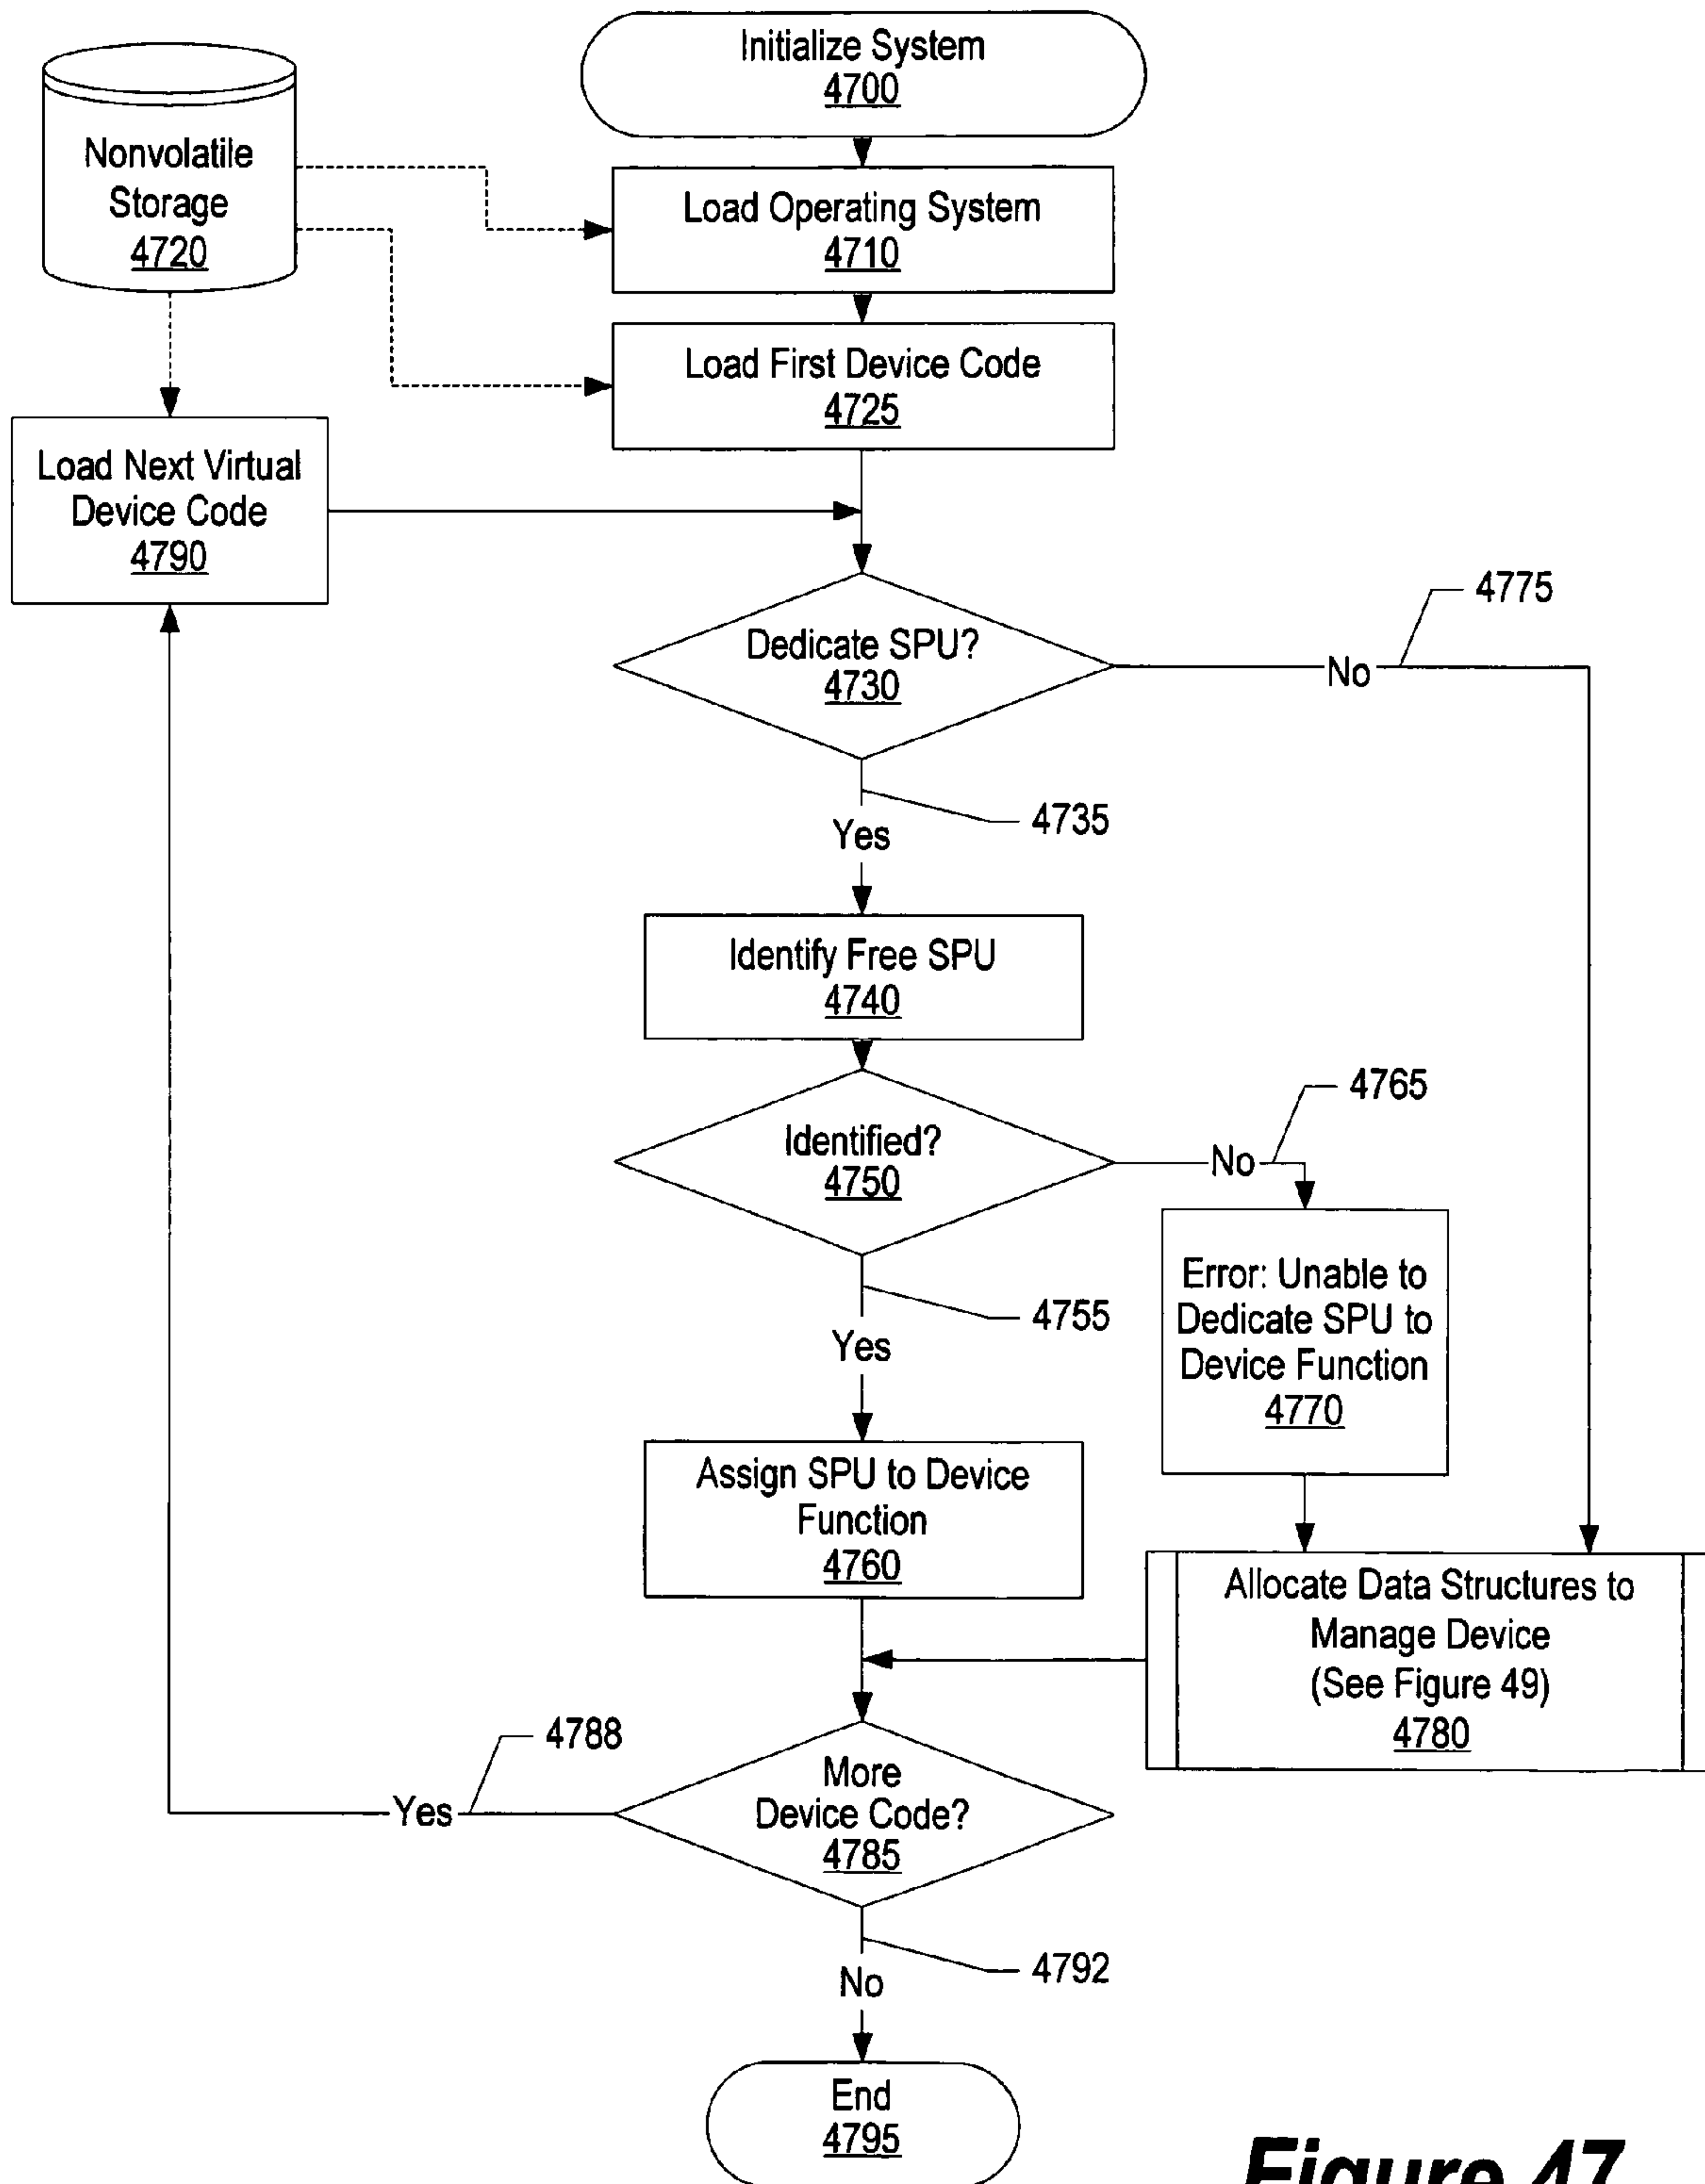 Initialize System
4700
Nonvolatile
Storage
4720
Load Operating System
4710
Load First Device Code
4725
Load Next Virtual
Device Code
4790
4775
Dedicate SPU?
4730
No
4735
Yes
Identify Free SPU
4740
4765
Identified?
4750
No
4755
Yes
Error: Unable to
Dedicate SPU to
Device Function
4770
Assign SPU to Device
Function
4760
Allocate Data Structures to
Manage Device
(See Figure 49)
4780
4788
More
Device Code?
4785
Yes
4792
No
End
4795
Figure 47